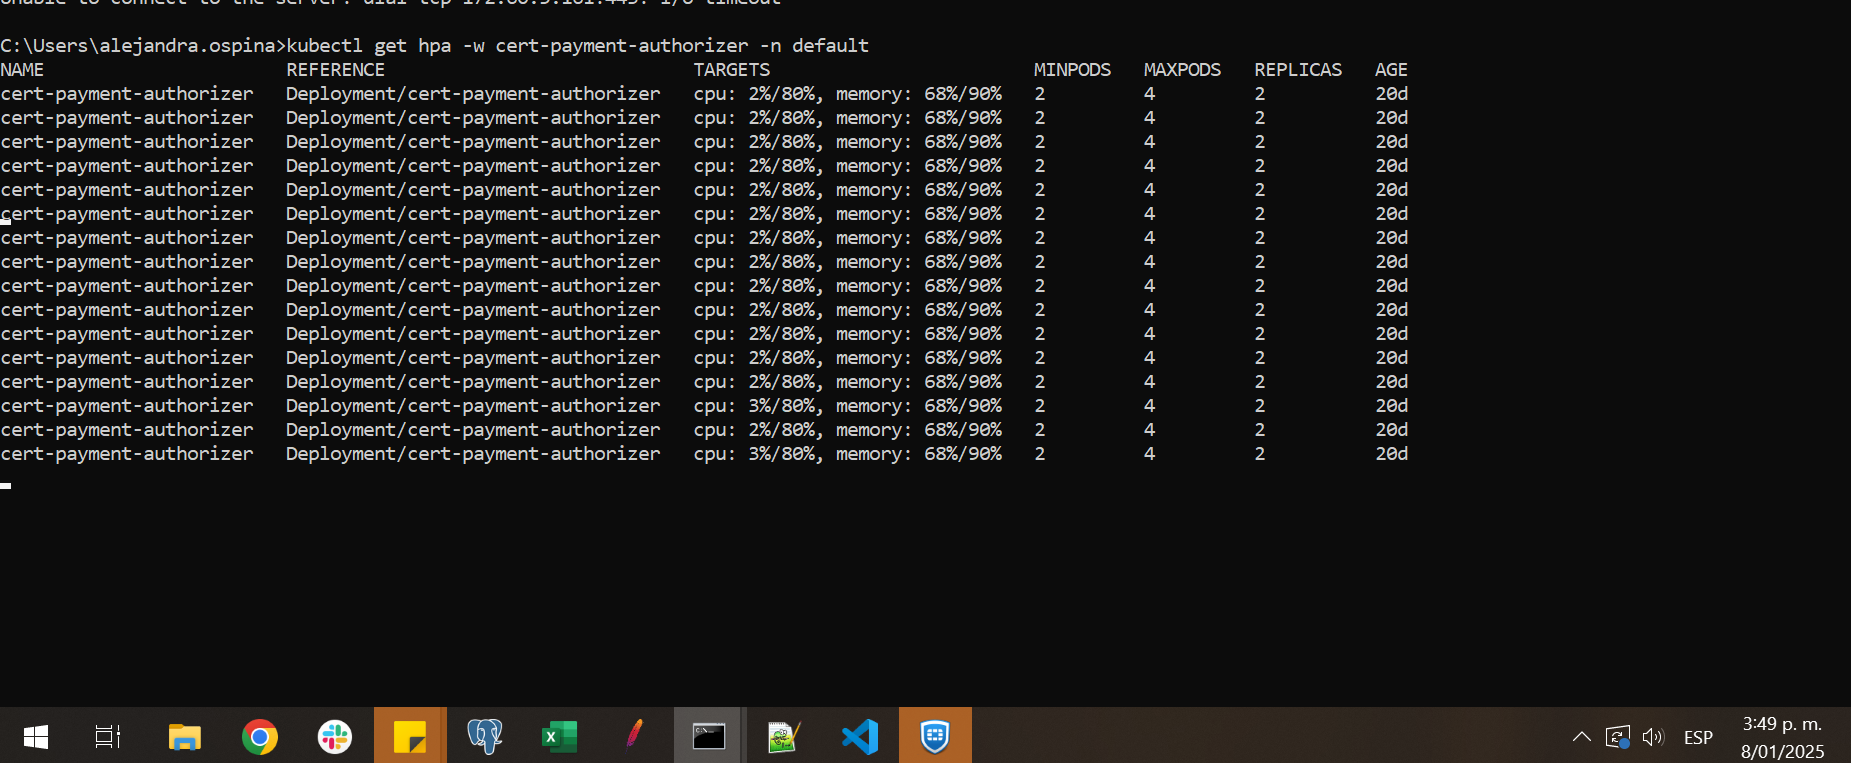 unable to connect to the server: dial tcp 172.
C:\Users\alejandra.ospina>kubectl get hpa -w cert-payment-authorizer -n default
NAME REFERENCE TARGETS MINPODS MAXPODS REPLICAS AGE
cert-payment-authorizer Deployment/cert-payment-authorizer cpu: 2%/80%, memory: 68%/90% 2 4 2 20d
cert-payment-authorizer Deployment/cert-payment-authorizer cpu: 2%/80%, memory: 68%/90% 2 4 2 20d
cert-payment-authorizer Deployment/cert-payment-authorizer cpu: 2%/80%, memory: 68%/90% 2 4 2 20d
cert-payment-authorizer Deployment/cert-payment-authorizer cpu: 2%/80%, memory: 68%/90% 2 4 2 20d
cert-payment-authorizer Deployment/cert-payment-authorizer cpu: 2%/80%, memory: 68%/90% 2 4 2 20d
cert-payment-authorizer Deployment/cert-payment-authorizer cpu: 2%/80%, memory: 68%/90% 2 4 2 20d
cert-payment-authorizer Deployment/cert-payment-authorizer cpu: 2%/80%, memory: 68%/90% 2 4 2 20d
cert-payment-authorizer Deployment/cert-payment-authorizer cpu: 2%/80%, memory: 68%/90% 2 4 2 20d
cert-payment-authorizer Deployment/cert-payment-authorizer cpu: 2%/80%, memory: 68%/90% 2 4 2 20d
cert-payment-authorizer Deployment/cert-payment-authorizer cpu: 2%/80%, memory: 68%/90% 2 4 2 20d
cert-payment-authorizer Deployment/cert-payment-authorizer cpu: 2%/80%, memory: 68%/90% 2 4 2 20d
cert-payment-authorizer Deployment/cert-payment-authorizer cpu: 2%/80%, memory: 68%/90% 2 4 2 20d
cert-payment-authorizer Deployment/cert-payment-authorizer cpu: 2%/80%, memory: 68%/90% 2 4 2 20d
cert-payment-authorizer Deployment/cert-payment-authorizer cpu: 3%/80%, memory: 68%/90% 2 4 2 20d
cert-payment-authorizer Deployment/cert-payment-authorizer cpu: 2%/80%, memory: 68%/90% 2 4 2 20d
cert-payment-authorizer Deployment/cert-payment-authorizer cpu: 3%/80%, memory: 68%/90% 2 4 2 20d
ESP
3:49 p. m.
8/01/2025